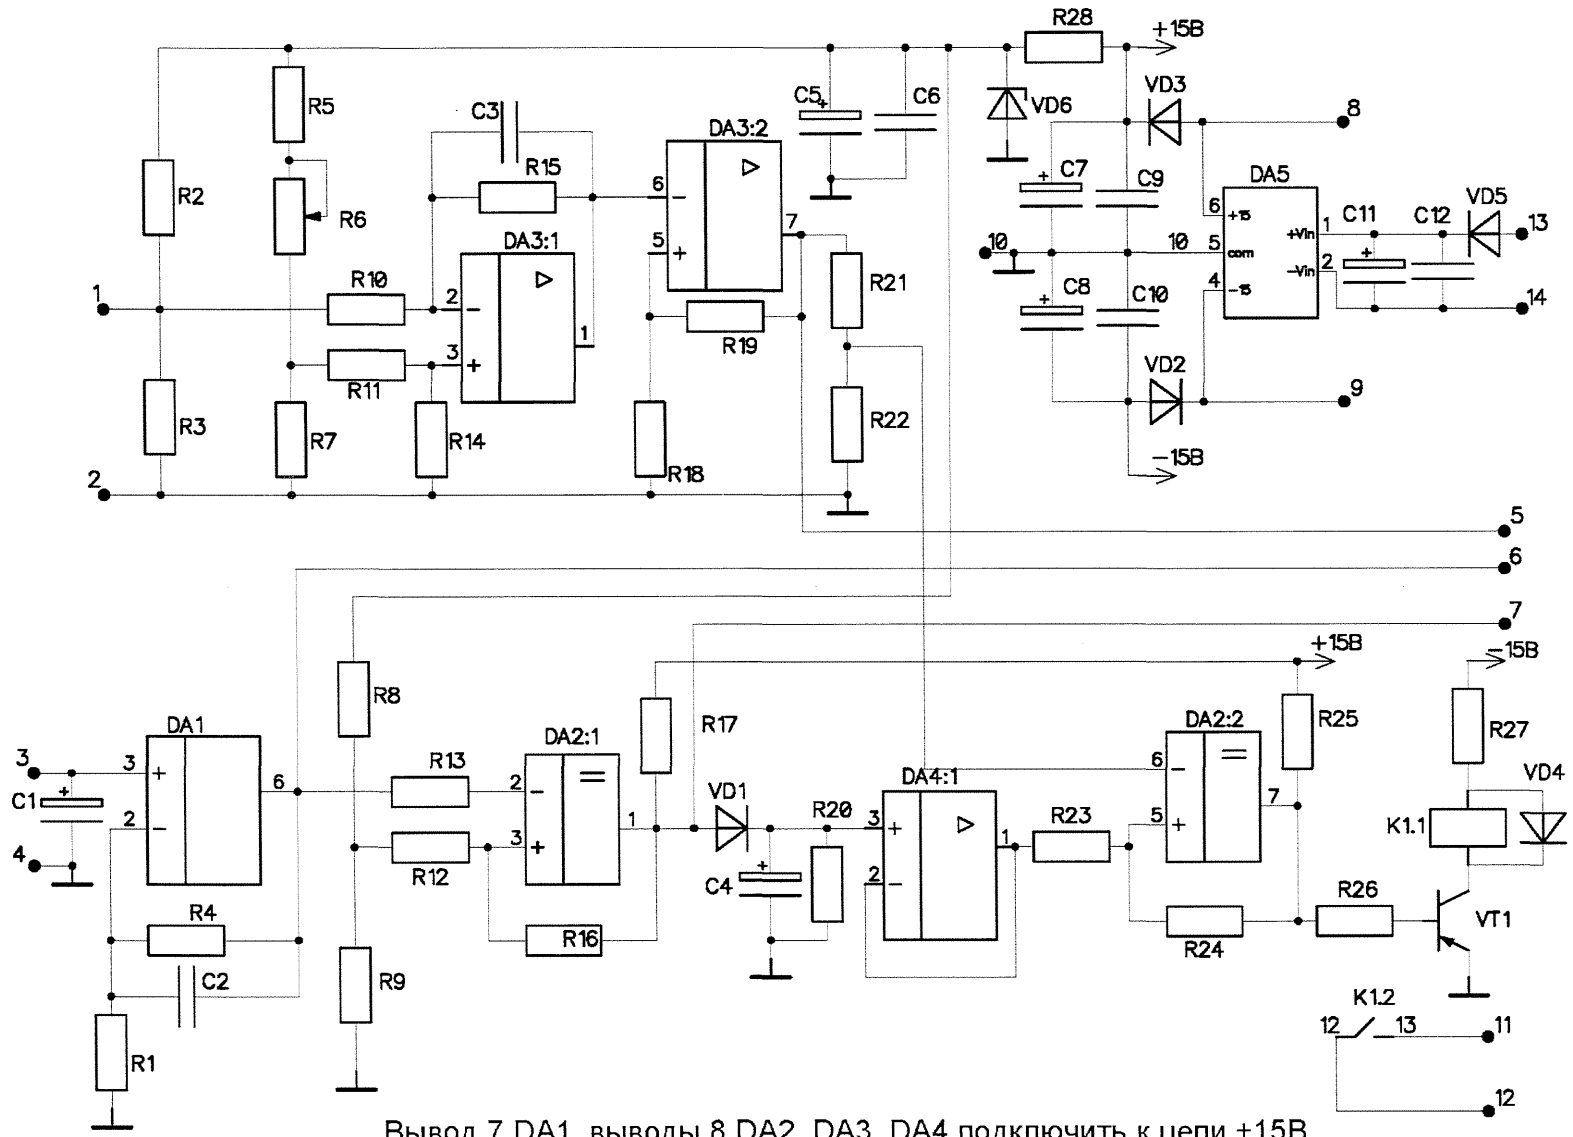 R28
+15В
R5
C3
C5
+
C6
VD6
VD3
8
DA3:2
R2
R6
R15
6
−
7
C7
+
C9
DA5
6
+15
1
C11
C12
VD5
DA3:1
5
+
10
10
5
com
+Vin
13
R10
2
−
R21
C8
+
C10
4
−15
−Vin
2
+
14
1
R11
3
+
1
R19
VD2
9
R3
R7
R14
R18
R22
−15В
2
5
6
7
+15В
−15В
R8
R17
R25
R27
DA1
DA2:1
DA2:2
VD4
3
3
+
6
R13
2
−
VD1
DA4:1
6
−
7
C1
+
2
−
R12
3
+
1
R20
3
+
1
R23
5
+
K1.1
4
C4
+
2
−
R26
VT1
R4
R16
R24
C2
R9
R1
K1.2
12
13
11
12
Вывод 7 DA1, выводы 8 DA2, DA3, DA4 подключить к цепи +15В